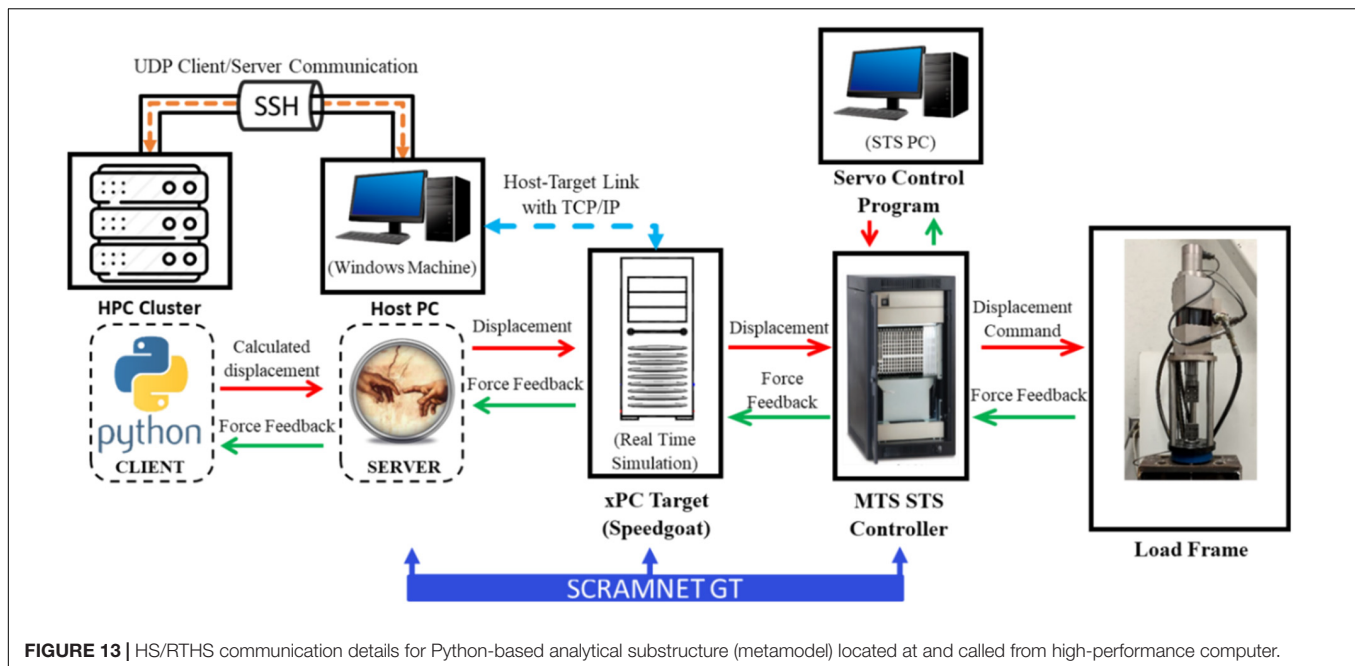 UDP Client/Server Communication
SSH
(STS PC)
Servo Control
Program
Host-Target Link
with TCP/IP
(Windows Machine)
HPC Cluster
Host PC
Displacement
Displacement
Displacement
Command
Calculated
displacement
Force Feedback
Force
Feedback
Force Feedback
Force Feedback
python
CLIENT
SERVER
(Real Time
Simulation)
xPC Target
(Speedgoat)
MTS STS
Controller
Load Frame
SCRAMNET GT
FIGURE 13 | HS/RTHS communication details for Python-based analytical substructure (metamodel) located at and called from high-performance computer.